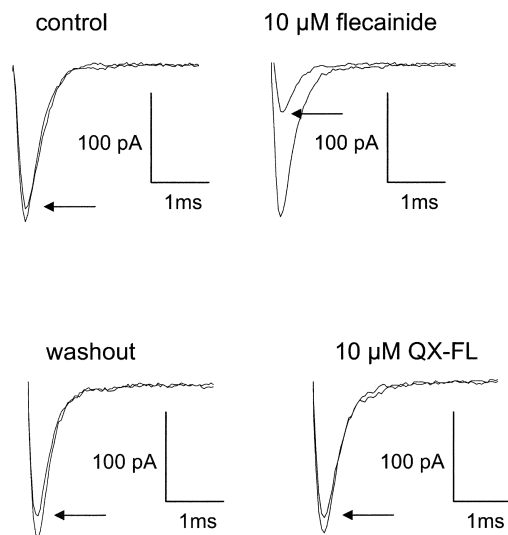 control
10 µM flecainide
100 pA
1ms
100 pA
1ms
washout
10 µM QX-FL
100 pA
1ms
100 pA
1ms